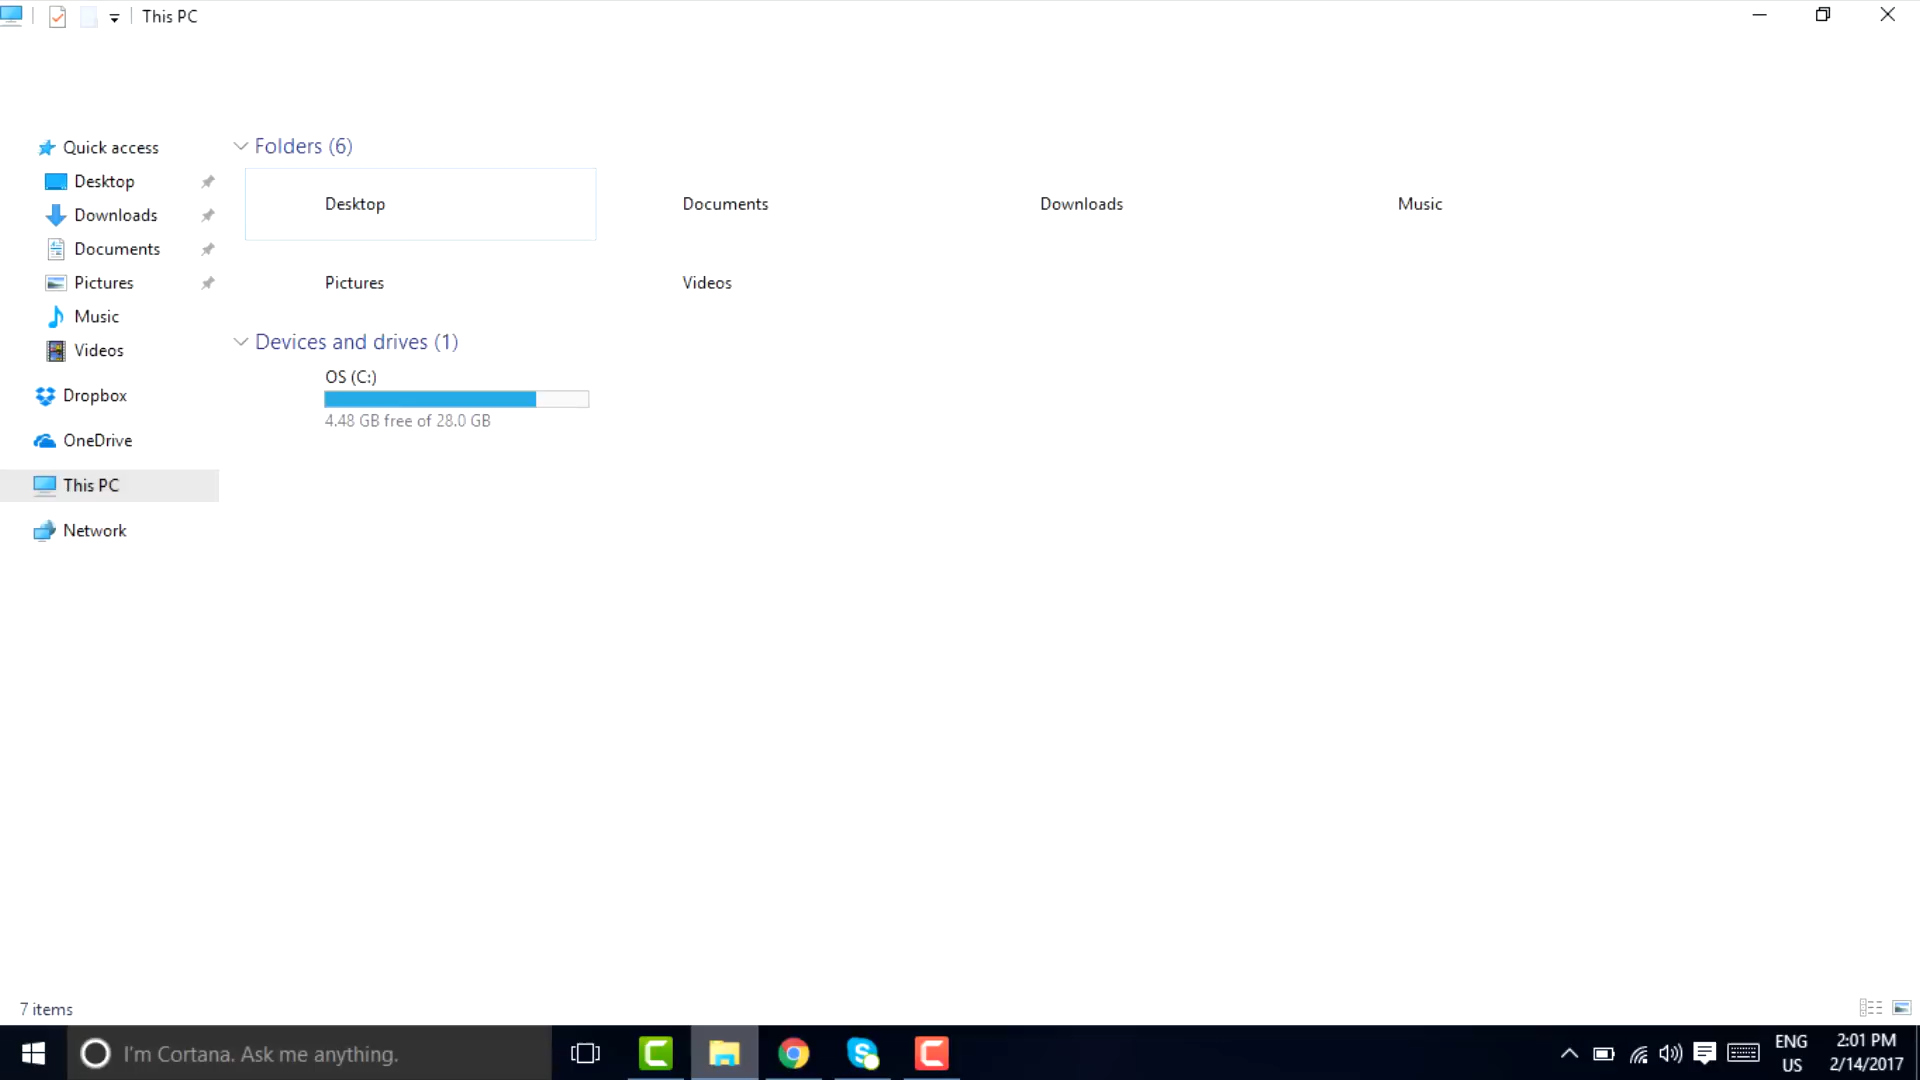 This PC
Quick access
Desktop
Downloads
Documents
Pictures
Music
Videos
Dropbox
OneDrive
This PC
Network
Folders (6)
Desktop
Documents
Downloads
Music
Pictures
Videos
Devices and drives (1)
OS (C:)
4.48 GB free of 28.0 GB
7 items
I'm Cortana. Ask me anything.
ENG
US
2:01 PM
2/14/2017